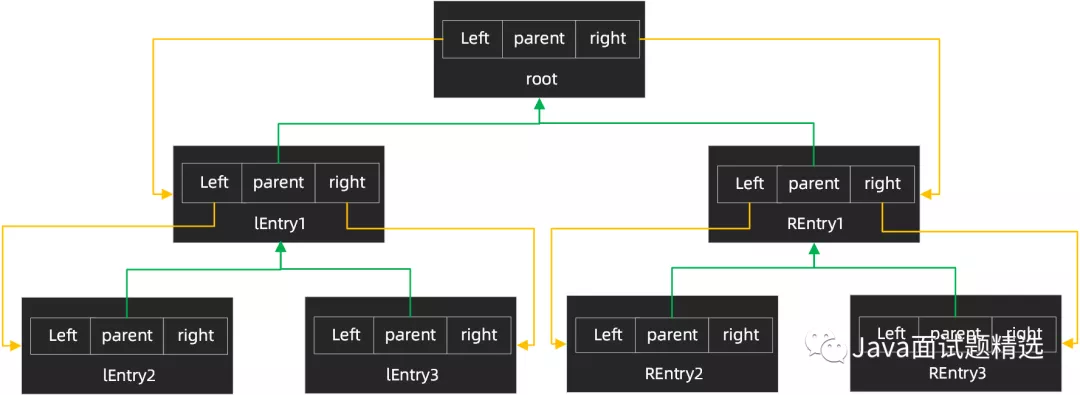 Left parent right
root
Left parent right
lEntry1
Left parent right
REntry1
Left parent right
lEntry2
Left parent right
lEntry3
Left parent right
REntry2
Left parent right
REntry3
Java面试题精选